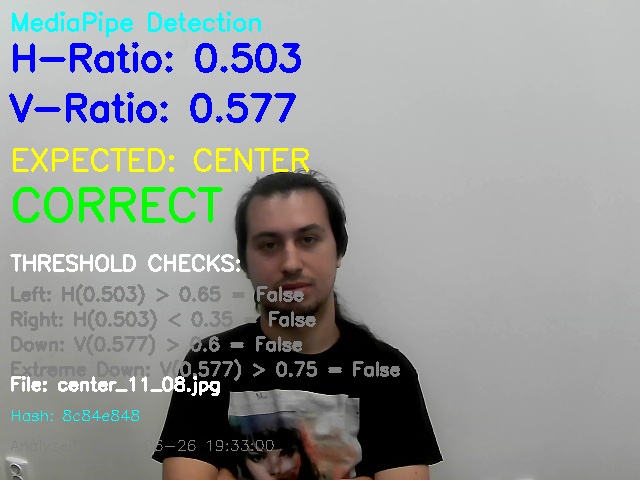 MediaPipe Detection
H-Ratio: 0.503
V-Ratio: 0.577
EXPECTED: CENTER
CORRECT
THRESHOLD CHECKS:
Left: H(0.503) > 0.65 = False
Right: H(0.503) < 0.35 = False
Down: V(0.577) > 0.6 = False
Extreme Down: V(0.577) > 0.75 = False
File: center_11_08.jpg
Hash: 8c84e848
-26 19:33:00